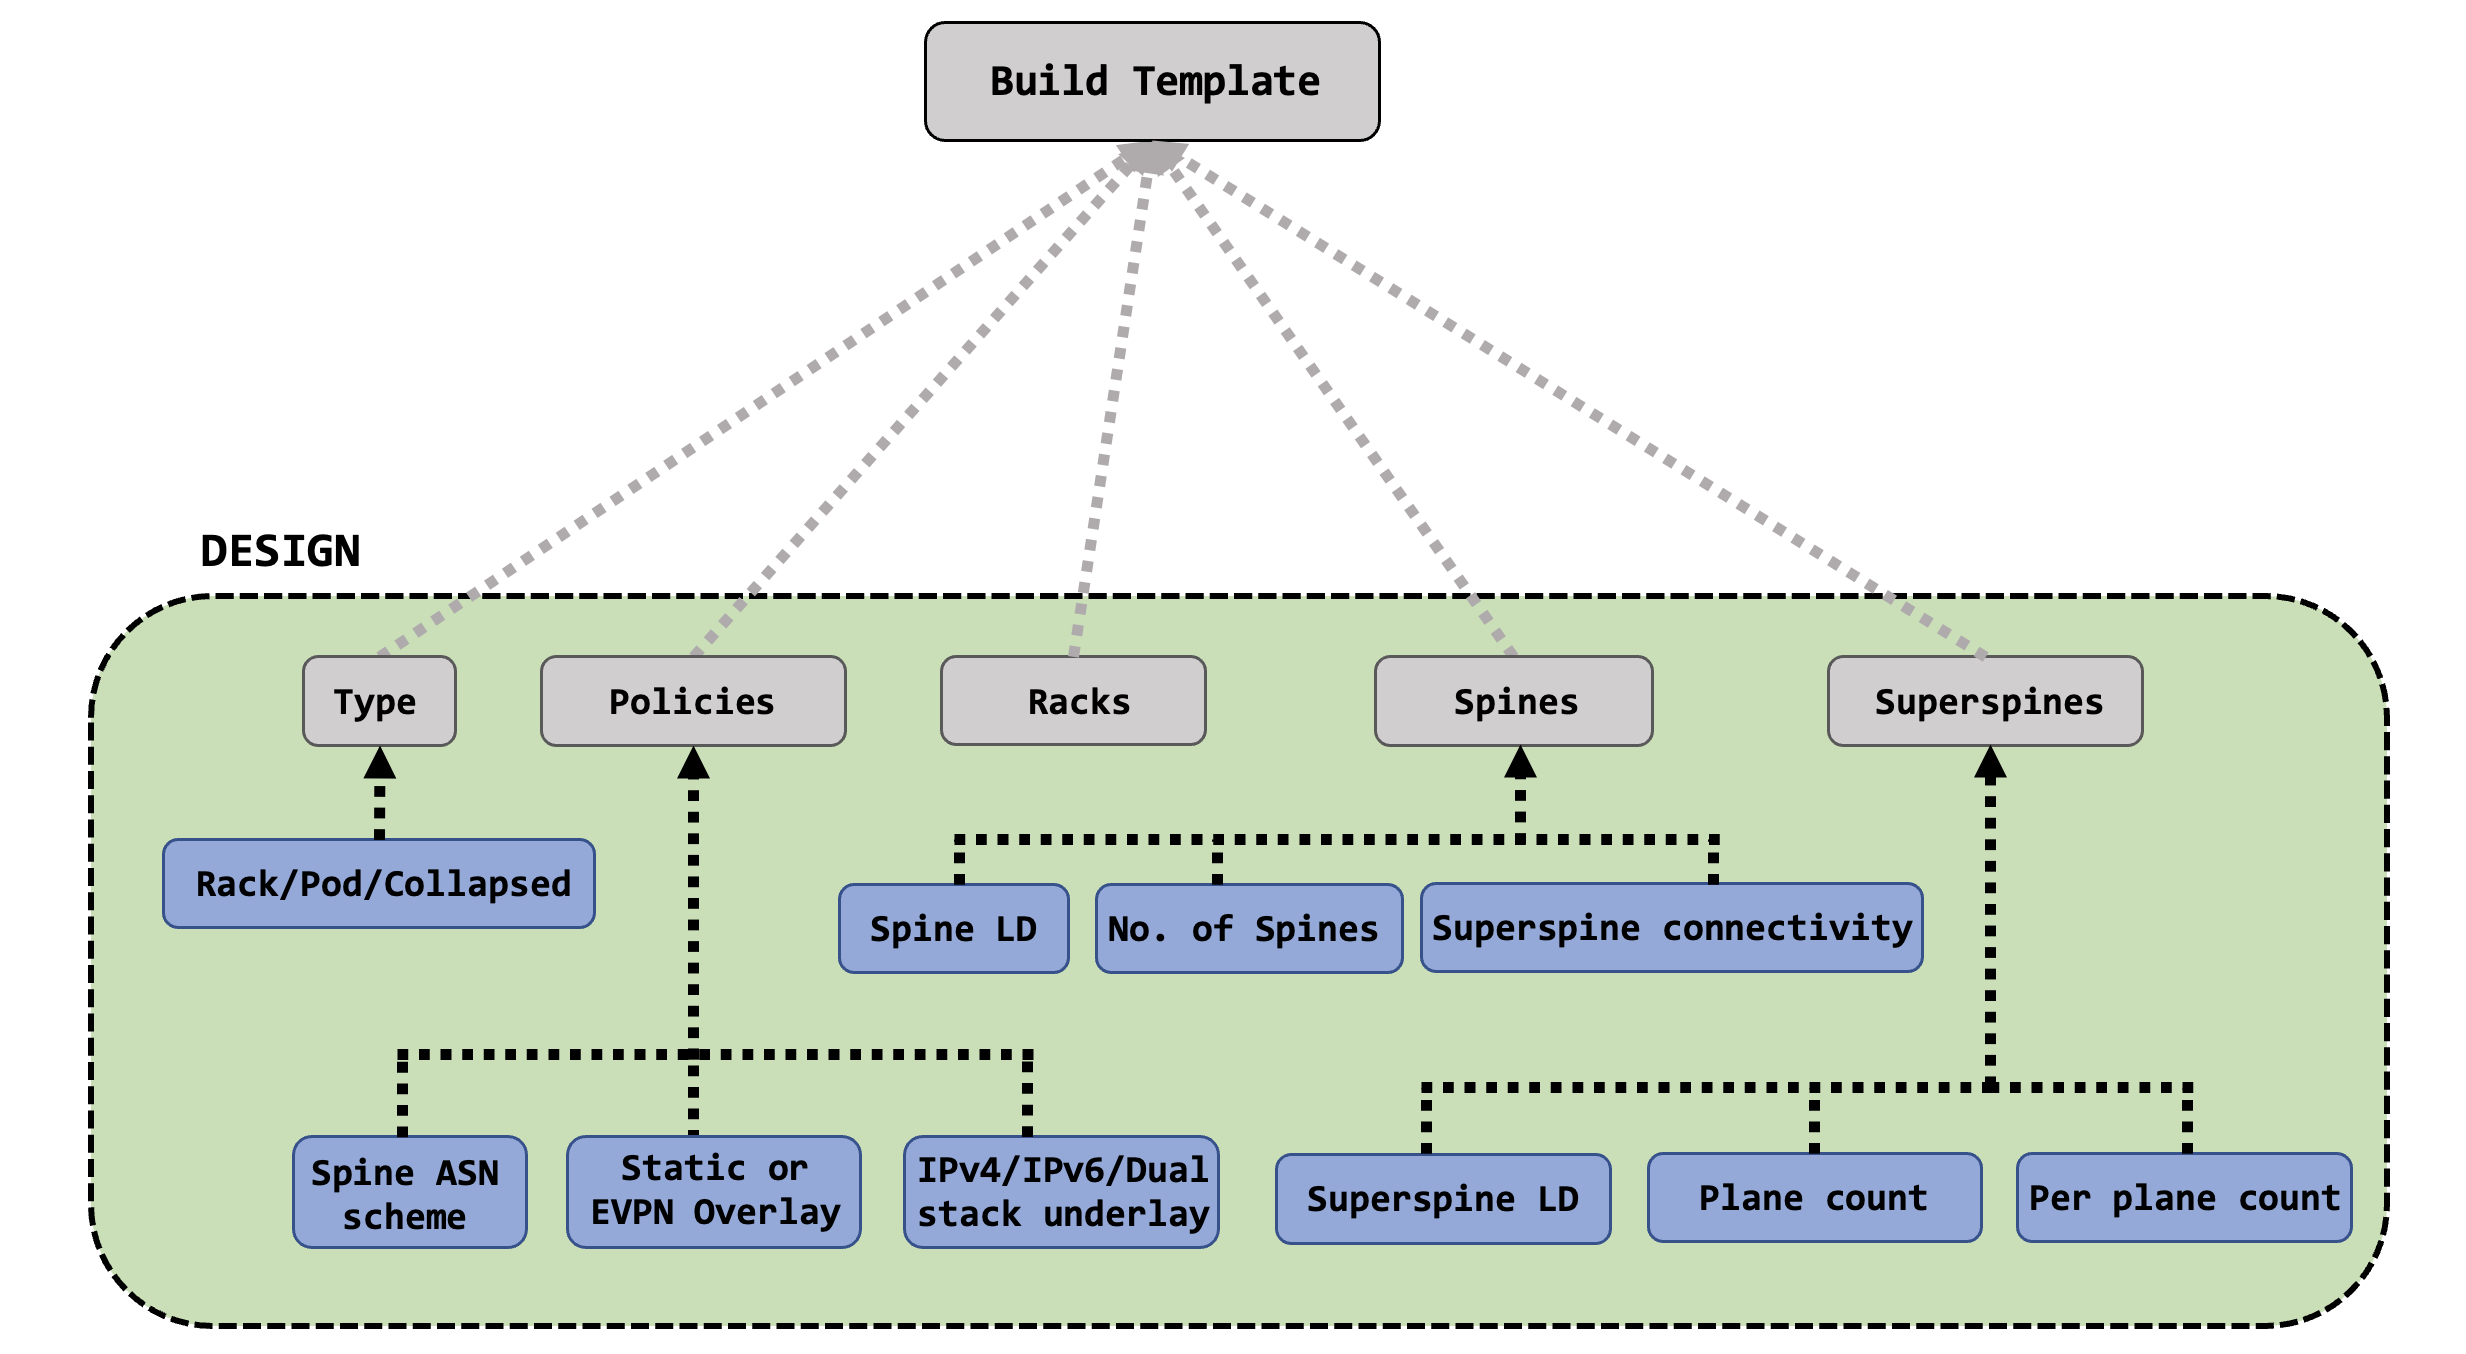 Build Template
DESIGN
Type
Policies
Racks
Spines
Superspines
Rack/Pod/Collapsed
Spine LD
No. of Spines
Superspine connectivity
Spine ASN
scheme
Static or
EVPN Overlay
IPv4/IPv6/Dual
stack underlay
Superspine LD
Plane count
Per plane count